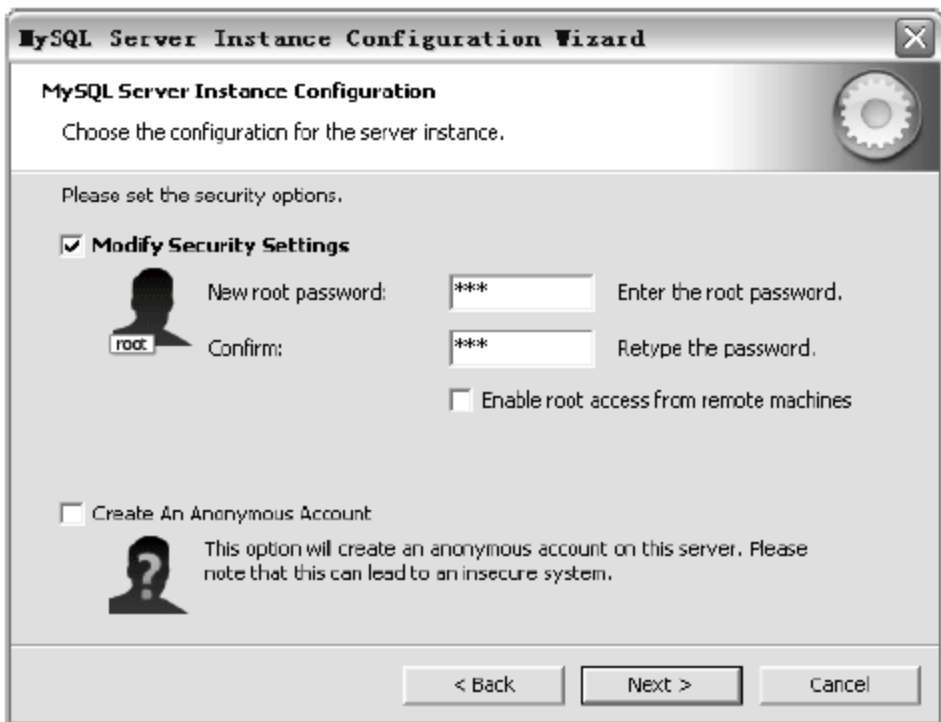 MySQL Server Instance Configuration Wizard
MySQL Server Instance Configuration
Choose the configuration for the server instance.
Please set the security options.
Modify Security Settings
New root password: *** Enter the root password.
root
Confirm: *** Retype the password.
Enable root access from remote machines
Create An Anonymous Account
This option will create an anonymous account on this server. Please
note that this can lead to an insecure system.
?
< Back Next > Cancel